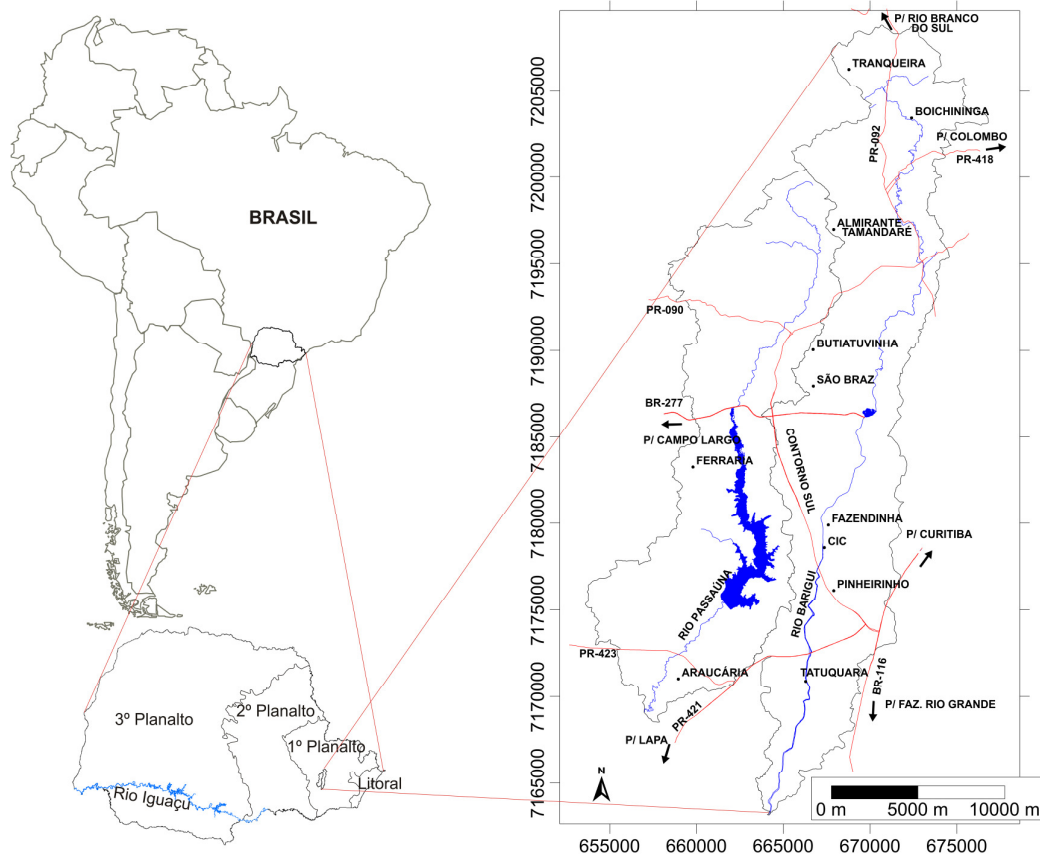 BRASIL
3º Planalto
2º Planalto
1º Planalto
Litoral
Rio Iguaçu
P/ RIO BRANCO
DO SUL
TRANQUEIRA
BOICHININGA
P/ COLOMBO
PR-092
PR-418
ALMIRANTE
TAMANDARÉ
PR-090
BUTIATUVINHA
SÃO BRAZ
BR-277
P/ CAMPO LARGO
FERRARIA
CONTORNO SUL
FAZENDINHA
CIC
P/ CURITIBA
PINHEIRINHO
RIO PASSAÚNA
RIO BARIGUI
PR-423
ARAUCÁRIA
TATUQUARA
BR-116
PR-421
P/ FAZ. RIO GRANDE
P/ LAPA
N
0 m 5000 m 10000 m
7205000
7200000
7195000
7190000
7185000
7180000
7175000
7170000
7165000
655000 660000 665000 670000 675000